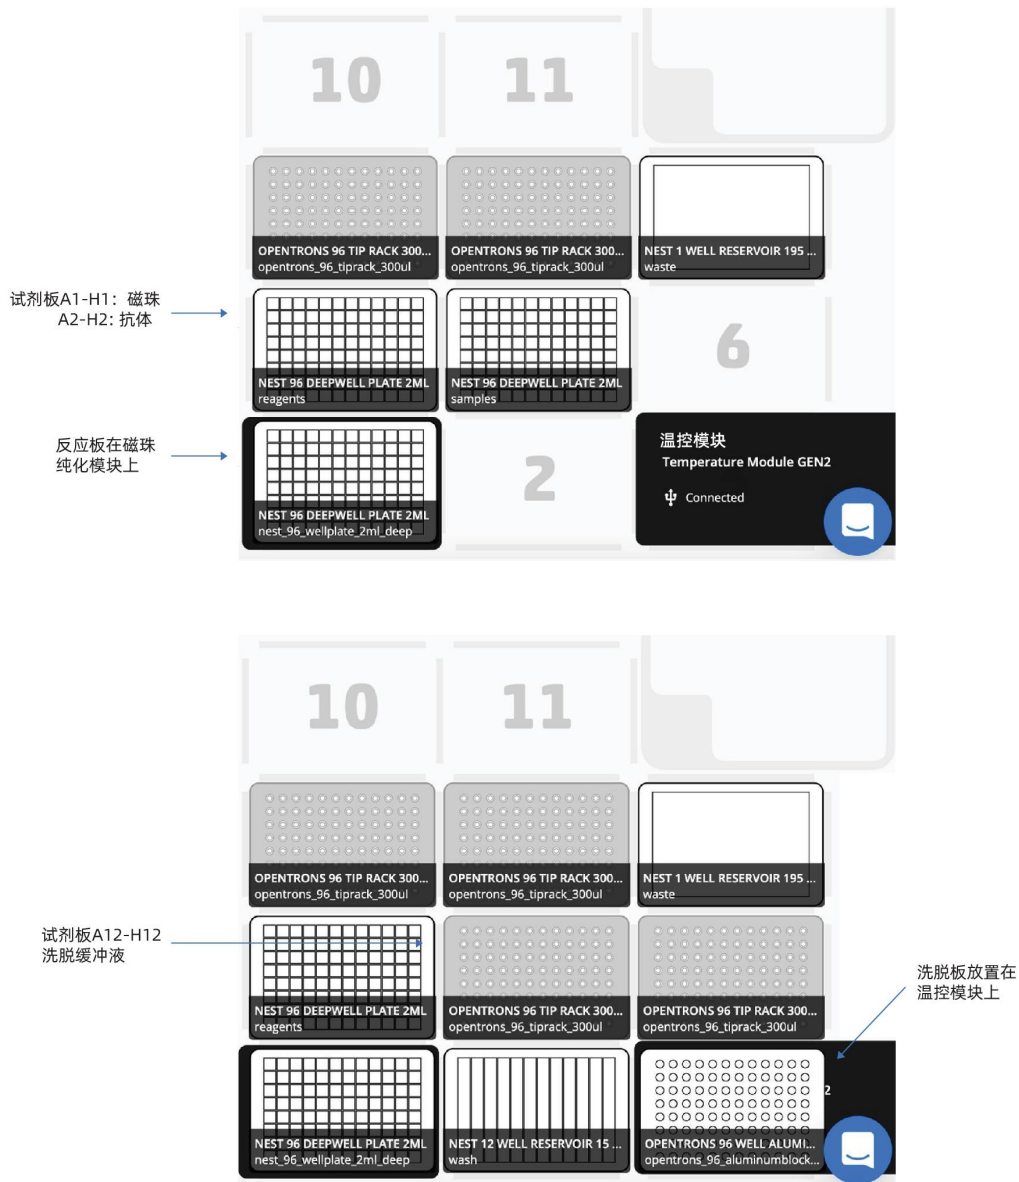 10
11
OPENTRONS 96 TIP RACK 300...
opentrons_96_tiprack_300ul
OPENTRONS 96 TIP RACK 300...
opentrons_96_tiprack_300ul
NEST 1 WELL RESERVOIR 195 ...
waste
试剂板A1-H1：磁珠
A2-H2: 抗体
NEST 96 DEEPWELL PLATE 2ML
reagents
NEST 96 DEEPWELL PLATE 2ML
samples
6
反应板在磁珠
纯化模块上
NEST 96 DEEPWELL PLATE 2ML
nest_96_wellplate_2ml_deep
2
温控模块
Temperature Module GEN2
Connected
10
11
OPENTRONS 96 TIP RACK 300...
opentrons_96_tiprack_300ul
OPENTRONS 96 TIP RACK 300...
opentrons_96_tiprack_300ul
NEST 1 WELL RESERVOIR 195 ...
waste
试剂板A12-H12
洗脱缓冲液
NEST 96 DEEPWELL PLATE 2ML
reagents
OPENTRONS 96 TIP RACK 300...
opentrons_96_tiprack_300ul
OPENTRONS 96 TIP RACK 300...
opentrons_96_tiprack_300ul
洗脱板放置在
温控模块上
NEST 96 DEEPWELL PLATE 2ML
nest_96_wellplate_2ml_deep
NEST 12 WELL RESERVOIR 15 ...
wash
2
OPENTRONS 96 WELL ALUMI...
opentrons_96_aluminumblock...